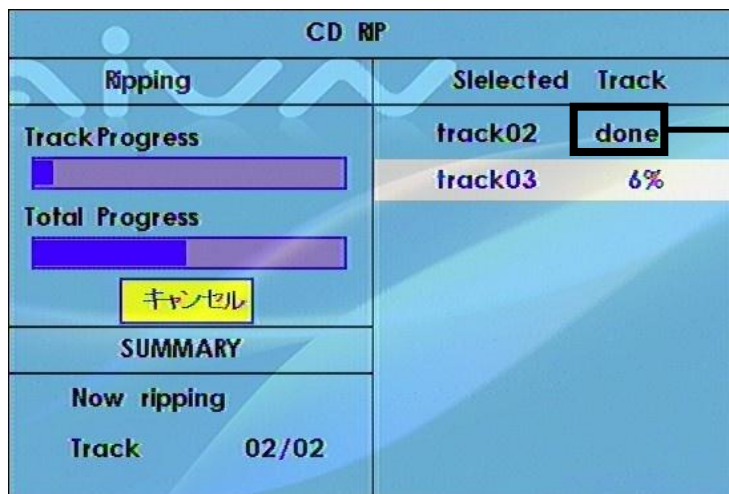 CD RIP
Ripping
Slelected Track
Track Progress
track02 done
track03 6%
Total Progress
キャンセル
SUMMARY
Now ripping
Track 02/02